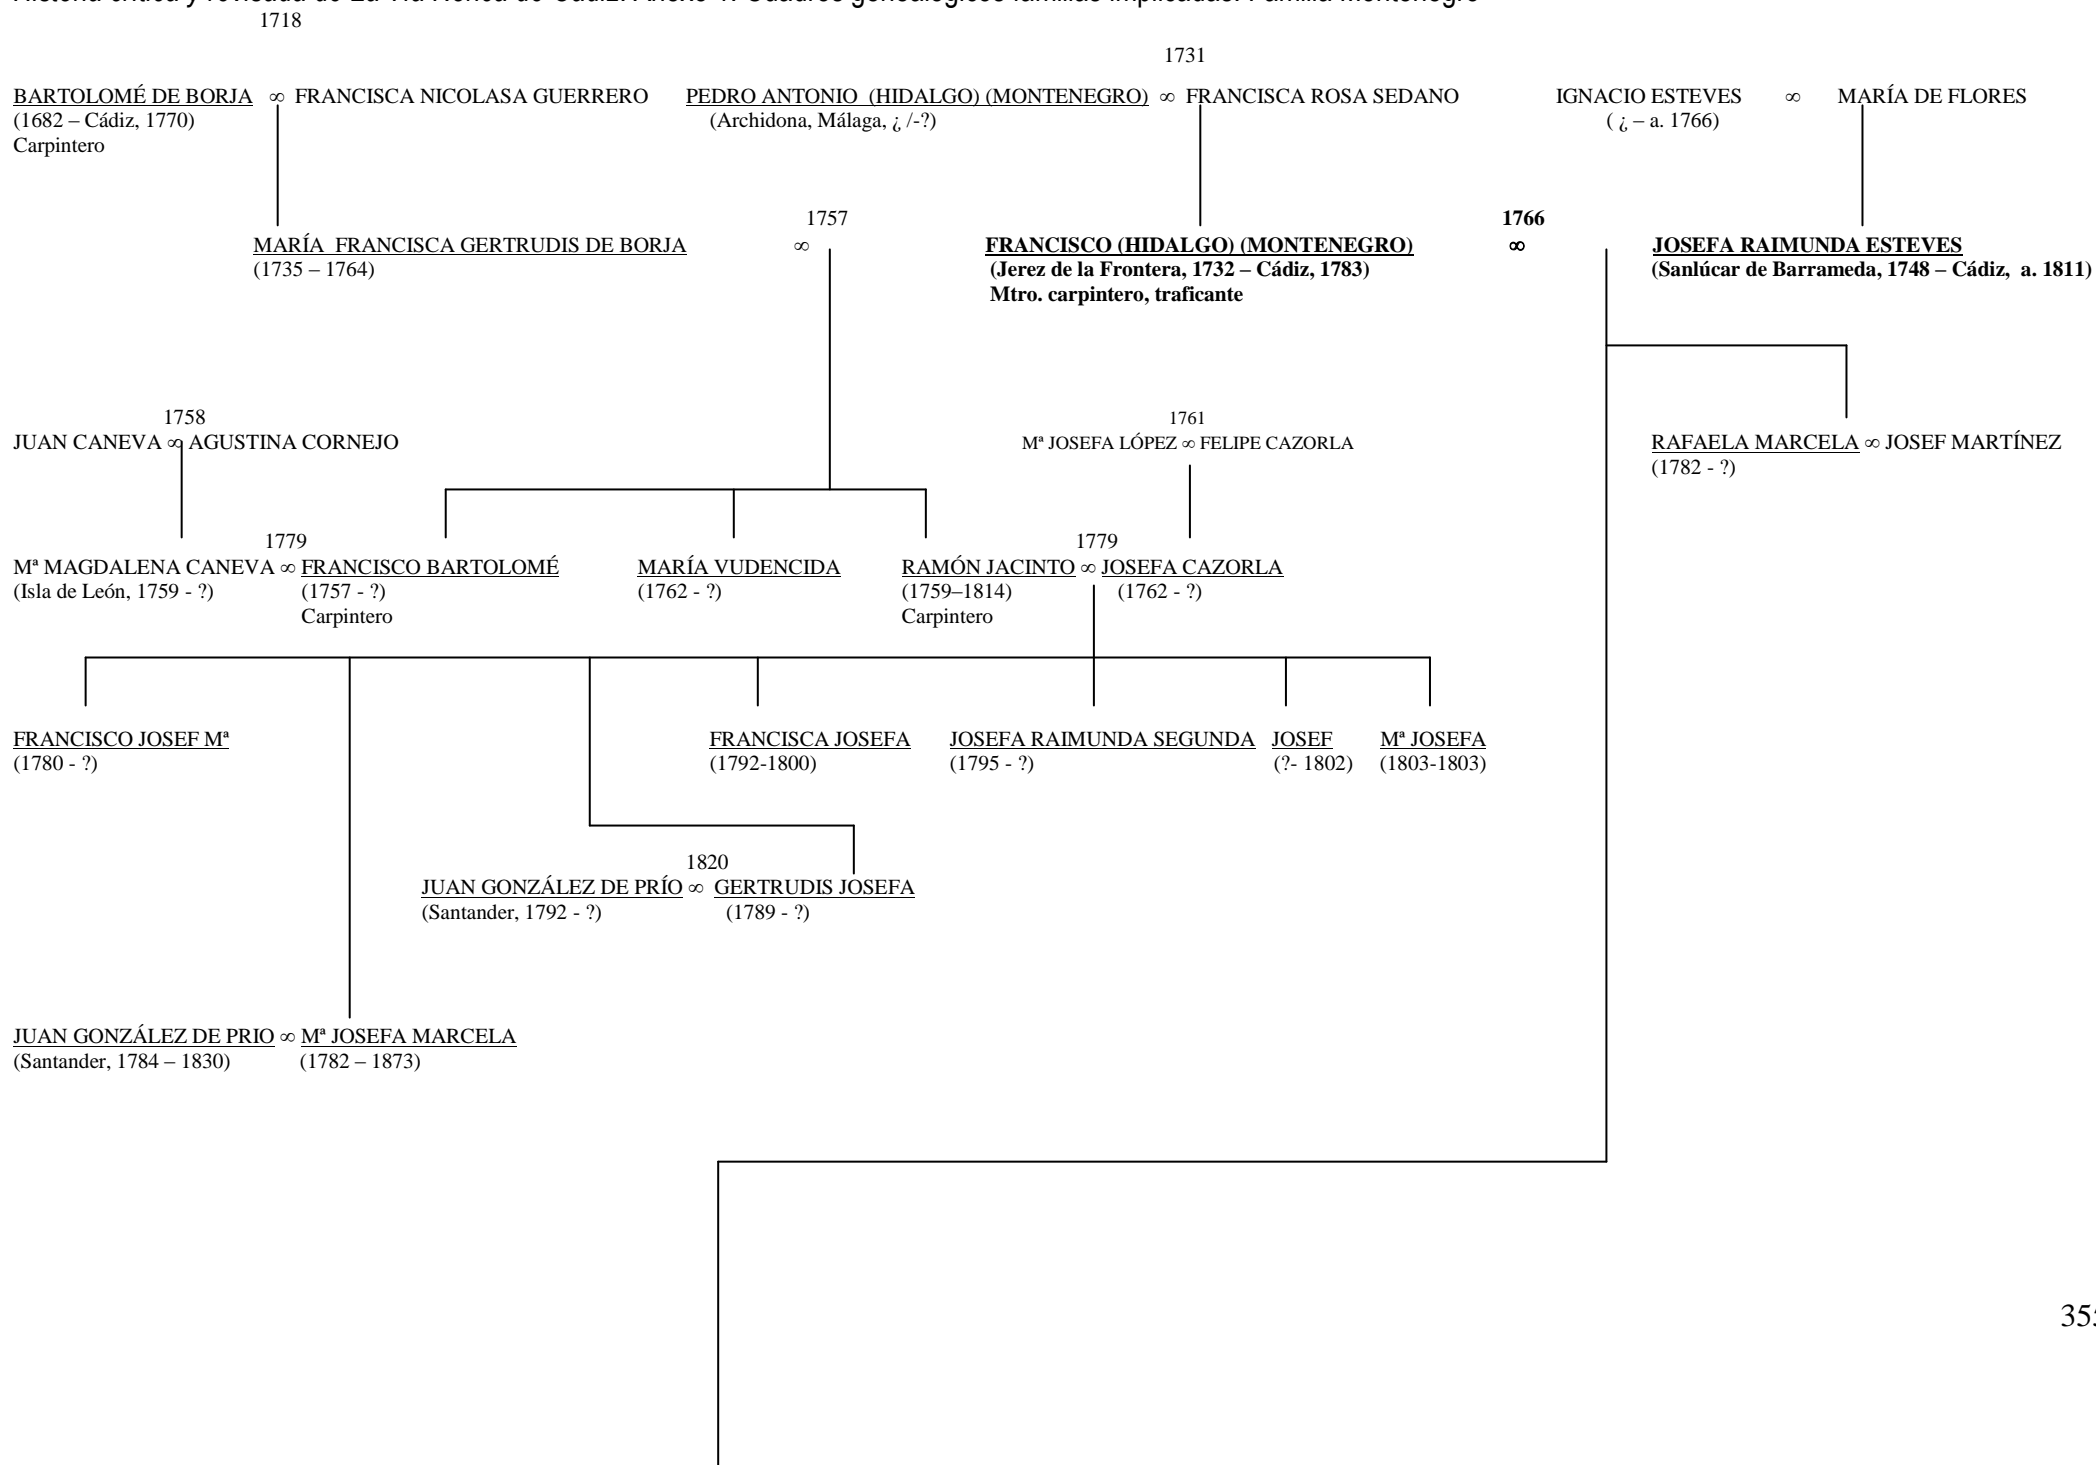 Historia crítica y revisada de La Tía Norica de Cádiz. Anexo 1. Cuadros genealógicos familias implicadas. Familia Montenegro
1718
1731
BARTOLOMÉ DE BORJA ∞ FRANCISCA NICOLASA GUERRERO PEDRO ANTONIO (HIDALGO) (MONTENEGRO) ∞ FRANCISCA ROSA SEDANO IGNACIO ESTEVES ∞ MARÍA DE FLORES
(1682 – Cádiz, 1770) (Archidona, Málaga, ¿ /-?) ( ¿ – a. 1766)
Carpintero
1757 1766
MARÍA FRANCISCA GERTRUDIS DE BORJA ∞ FRANCISCO (HIDALGO) (MONTENEGRO) ∞ JOSEFA RAIMUNDA ESTEVES
(1735 – 1764) (Jerez de la Frontera, 1732 – Cádiz, 1783) (Sanlúcar de Barrameda, 1748 – Cádiz, a. 1811)
Mtro. carpintero, traficante
1758 1761
JUAN CANEVA ∞ AGUSTINA CORNEJO Mª JOSEFA LÓPEZ ∞ FELIPE CAZORLA RAFAELA MARCELA ∞ JOSEF MARTÍNEZ
(1782 - ?)
1779 1779
Mª MAGDALENA CANEVA ∞ FRANCISCO BARTOLOMÉ MARÍA VUDENCIDA RAMÓN JACINTO ∞ JOSEFA CAZORLA
(Isla de León, 1759 - ?) (1757 - ?) (1762 - ?) (1759–1814) (1762 - ?)
Carpintero Carpintero
FRANCISCO JOSEF Mª FRANCISCA JOSEFA JOSEFA RAIMUNDA SEGUNDA JOSEF Mª JOSEFA
(1780 - ?) (1792-1800) (1795 - ?) (?- 1802) (1803-1803)
1820
JUAN GONZÁLEZ DE PRÍO ∞ GERTRUDIS JOSEFA
(Santander, 1792 - ?) (1789 - ?)
JUAN GONZÁLEZ DE PRIO ∞ Mª JOSEFA MARCELA
(Santander, 1784 – 1830) (1782 – 1873)
355